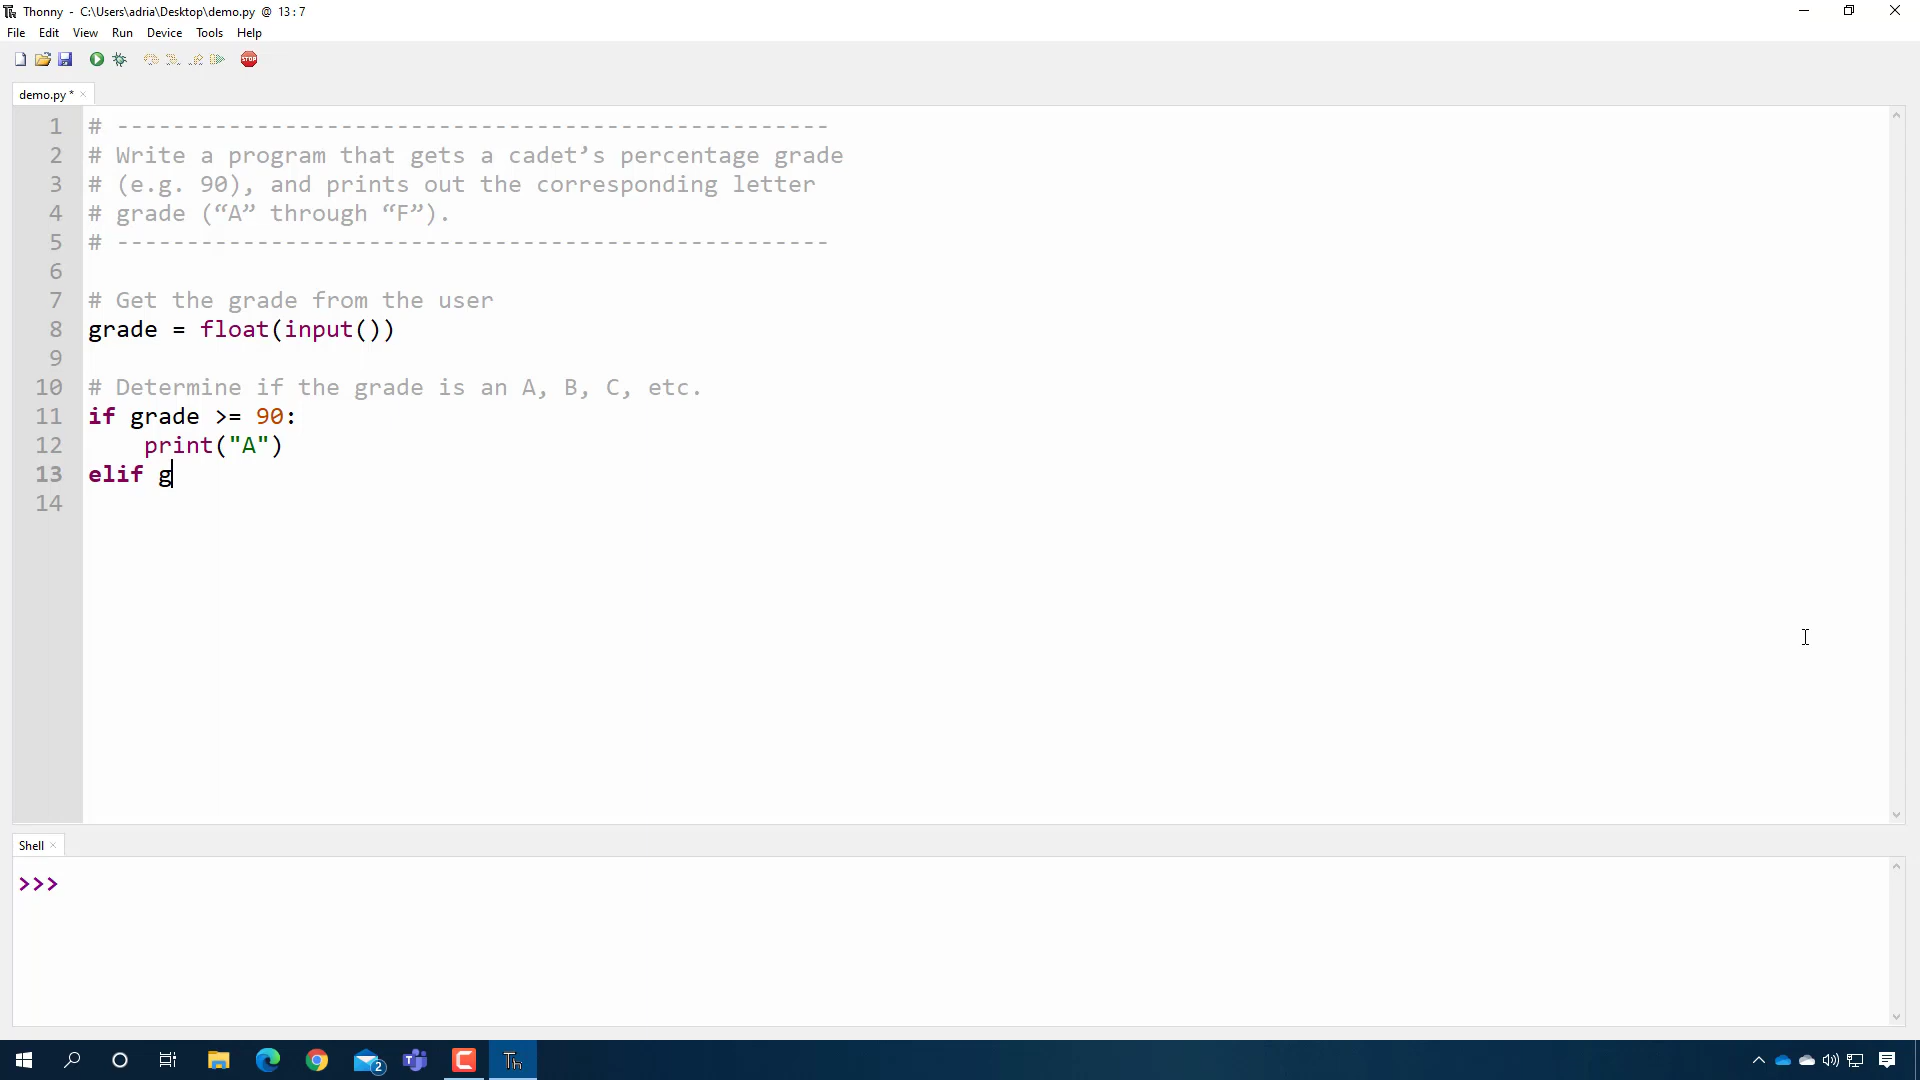 Thonny - C:\Users\adria\Desktop\demo.py @ 13 : 7
File Edit View Run Device Tools Help
STOP
demo.py *
1 # ---------------------------------------------------
2 # Write a program that gets a cadet’s percentage grade
3 # (e.g. 90), and prints out the corresponding letter
4 # grade (“A” through “F”).
5 # ---------------------------------------------------
6
7 # Get the grade from the user
8 grade = float(input())
9
10 # Determine if the grade is an A, B, C, etc.
11 if grade >= 90:
12     print("A")
13 elif g
14
Shell
>>>
2
Th